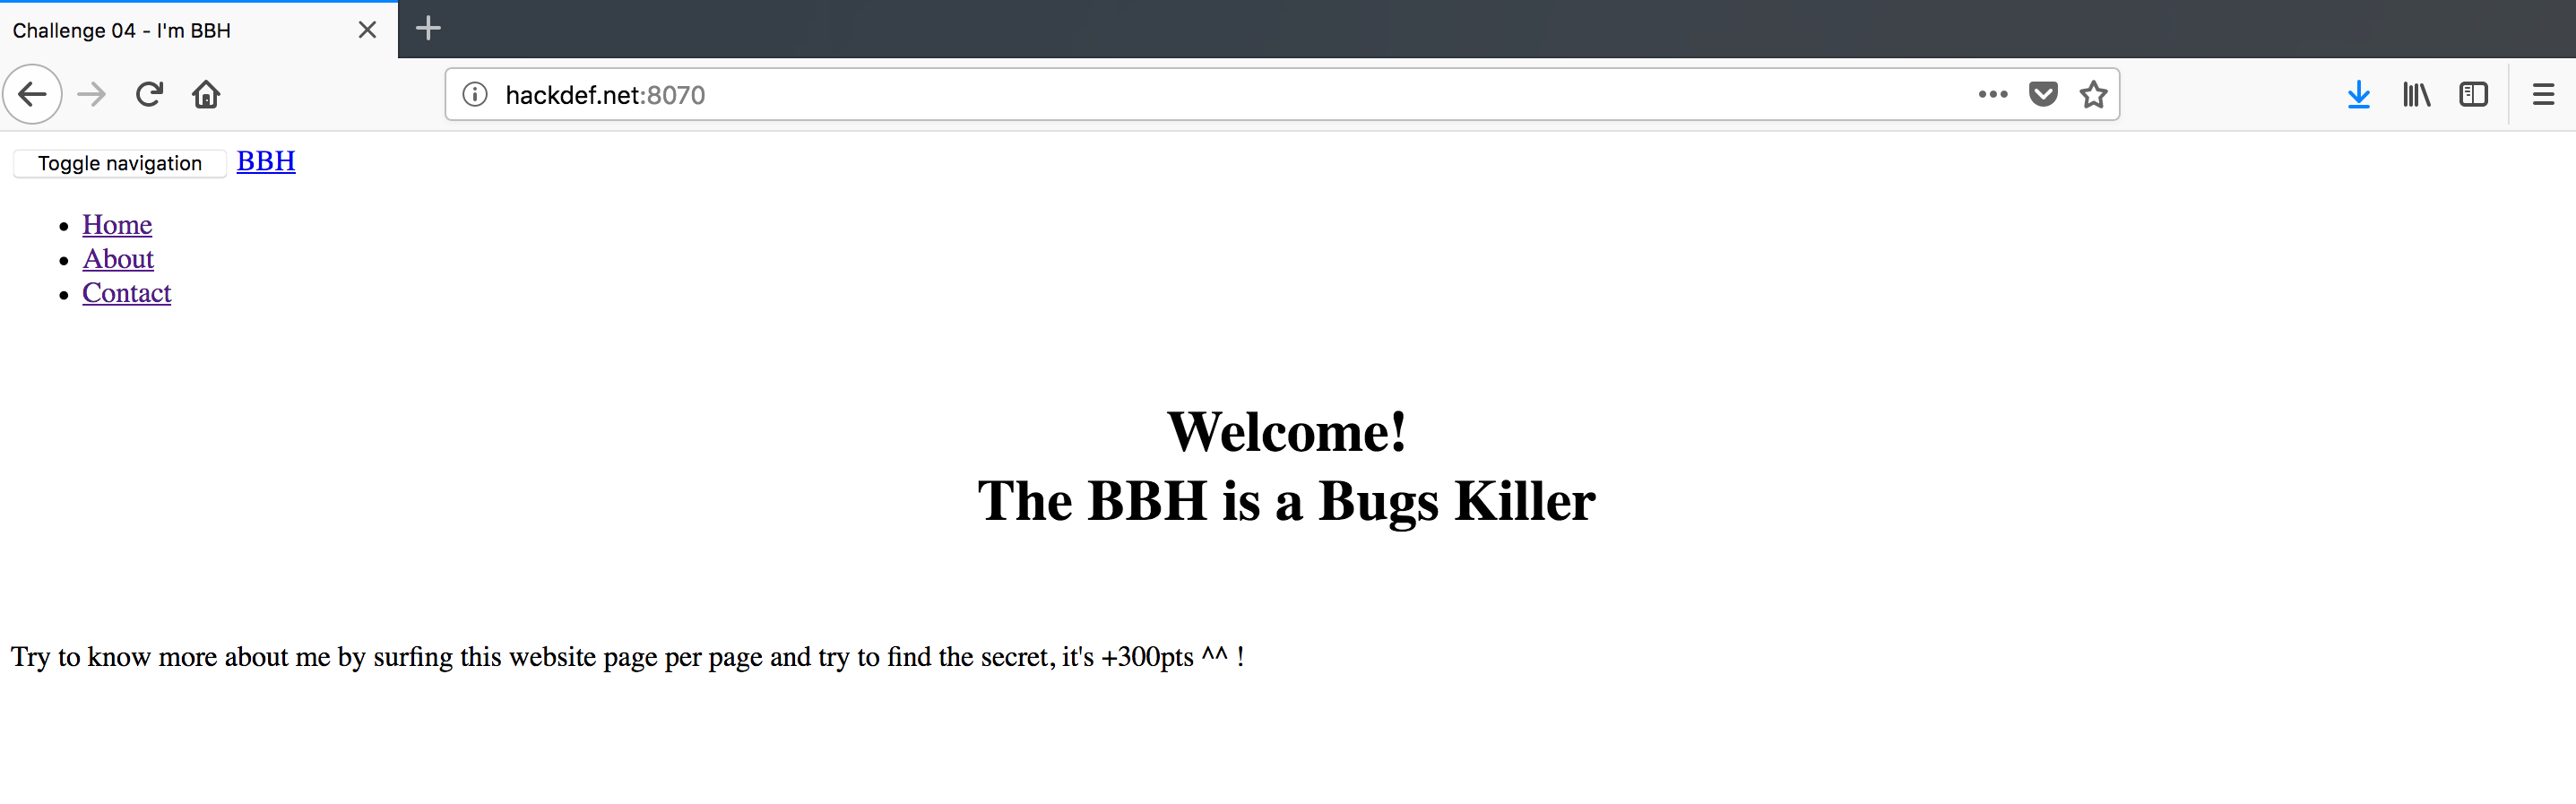 Challenge 04 - I'm BBH
hackdef.net:8070
Toggle navigation BBH
Home
About
Contact
Welcome!
The BBH is a Bugs Killer
Try to know more about me by surfing this website page per page and try to find the secret, it's +300pts ^^ !